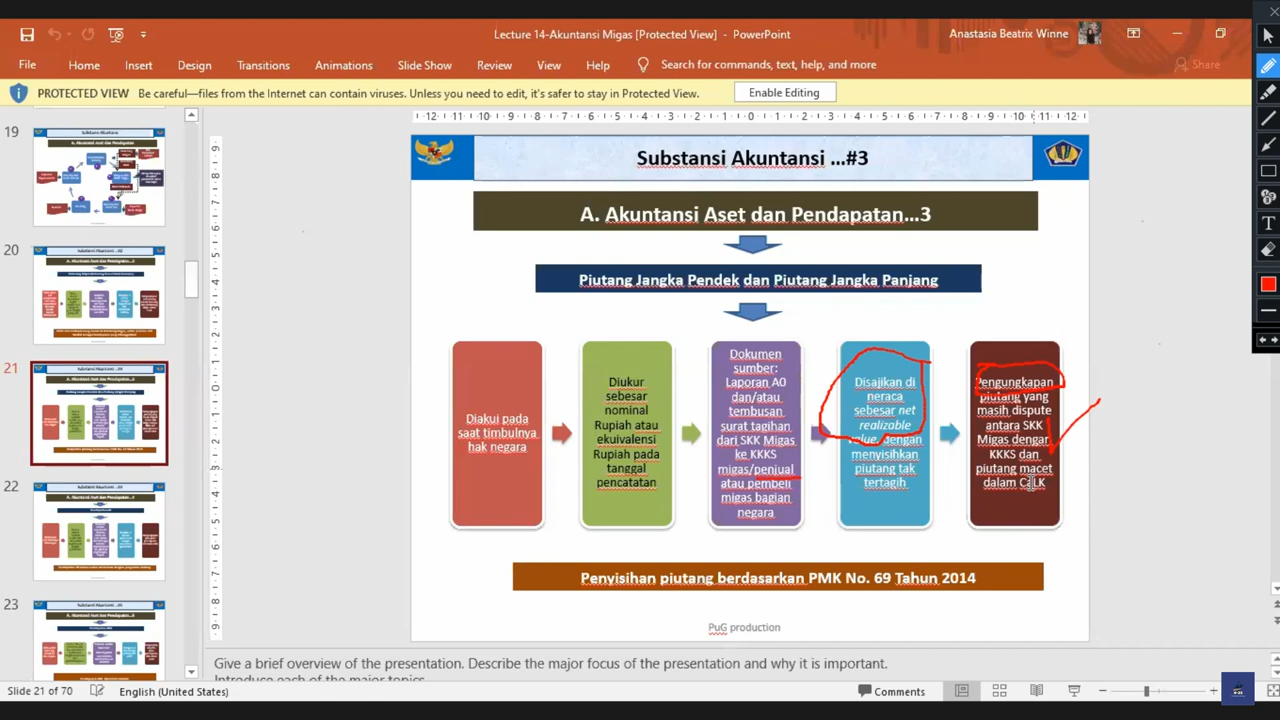 Lecture 14-Akuntansi Migas [Protected View] - PowerPoint
Anastasia Beatrix Winne
File
Home
Insert
Design
Transitions
Animations
Slide Show
Review
View
Help
Search for commands, text, help, and more
Share
PROTECTED VIEW Be careful—files from the Internet can contain viruses. Unless you need to edit, it's safer to stay in Protected View.
Enable Editing
19
20
21
22
23
Substansi Akuntansi ...#3
A. Akuntansi Aset dan Pendapatan...3
Piutang Jangka Pendek dan Piutang Jangka Panjang
Diakui pada
saat timbulnya
hak negara
Diukur
sebesar
nominal
Rupiah atau
ekuivalensi
Rupiah pada
tanggal
pencatatan
Dokumen
sumber:
Laporan A0
dan/atau
tembusan
surat tagihan
dari SKK Migas
ke KKKS
migas/penjual
atau pembeli
migas bagian
negara
Disajikan di
neraca
sebesar net
realizable
value, dengan
menyisihkan
piutang tak
tertagih
Pengungkapan
piutang yang
masih dispute
antara SKK
Migas dengan
KKKS dan
piutang macet
dalam CaLK
Penyisihan piutang berdasarkan PMK No. 69 Tahun 2014
PuG production
Give a brief overview of the presentation. Describe the major focus of the presentation and why it is important.
Introduce each of the major topics.
Slide 21 of 70
English (United States)
Comments